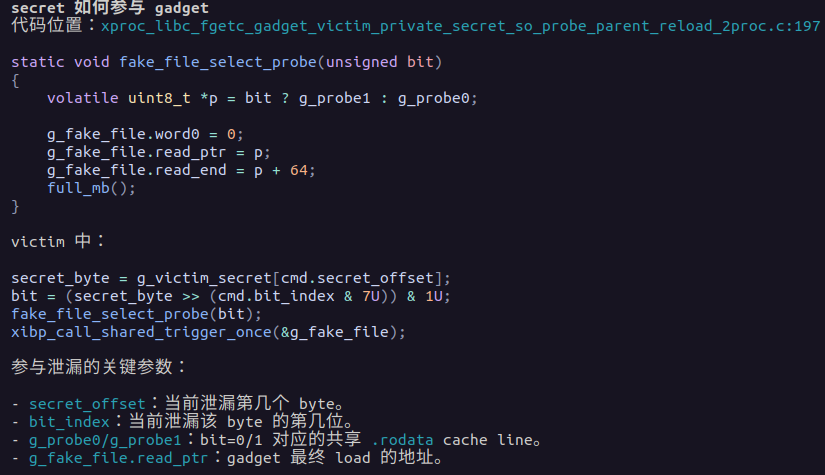 secret 如何参与 gadget
代码位置：xproc_libc_fgetc_gadget_victim_private_secret_so_probe_parent_reload_2proc.c:197
static void fake_file_select_probe(unsigned bit)
{
    volatile uint8_t *p = bit ? g_probe1 : g_probe0;
    g_fake_file.word0 = 0;
    g_fake_file.read_ptr = p;
    g_fake_file.read_end = p + 64;
    full_mb();
}
victim 中：
secret_byte = g_victim_secret[cmd.secret_offset];
bit = (secret_byte >> (cmd.bit_index & 7U)) & 1U;
fake_file_select_probe(bit);
xibp_call_shared_trigger_once(&g_fake_file);
参与泄漏的关键参数：
- secret_offset：当前泄漏第几个 byte。
- bit_index：当前泄漏该 byte 的第几位。
- g_probe0/g_probe1：bit=0/1 对应的共享 .rodata cache line。
- g_fake_file.read_ptr：gadget 最终 load 的地址。